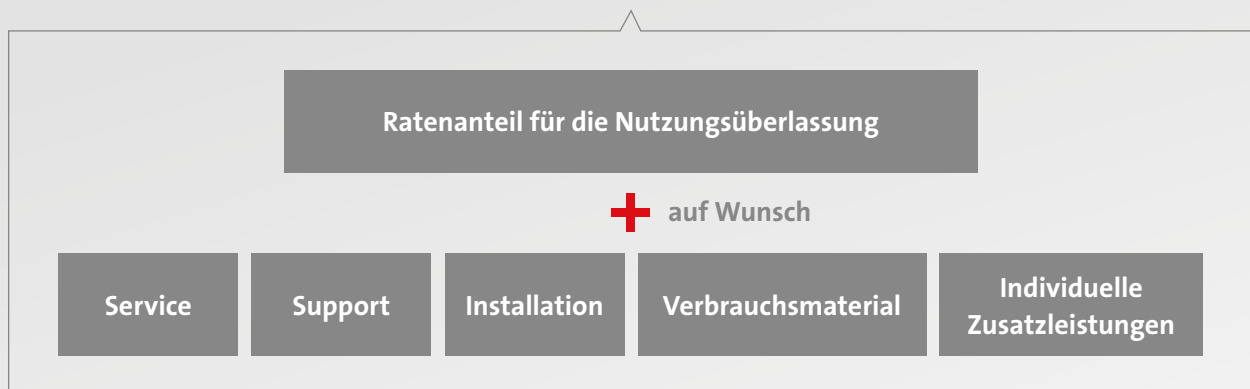 Ratenanteil für die Nutzungsüberlassung
auf Wunsch
Service
Support
Installation
Verbrauchsmaterial
Individuelle
Zusatzleistungen